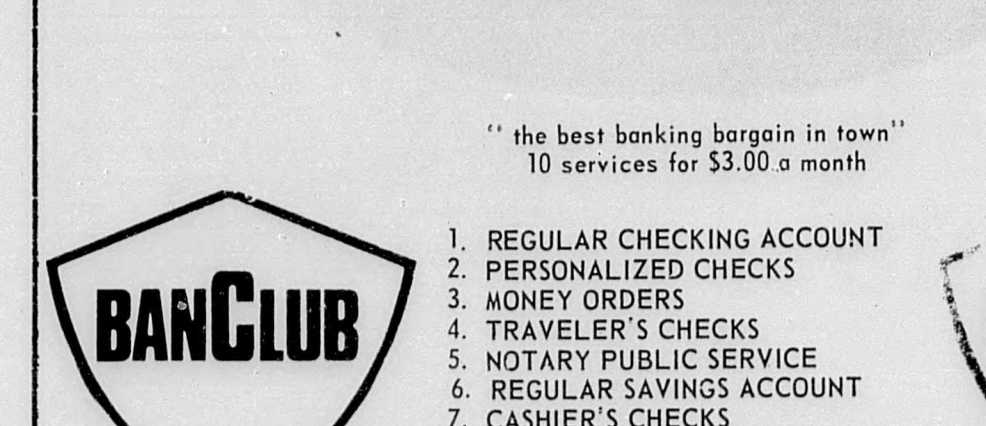 "the best banking bargain in town"
10 services for $3.00 a month
BANCLUB
1. REGULAR CHECKING ACCOUNT
2. PERSONALIZED CHECKS
3. MONEY ORDERS
4. TRAVELER'S CHECKS
5. NOTARY PUBLIC SERVICE
6. REGULAR SAVINGS ACCOUNT
7. CASHIER'S CHECKS